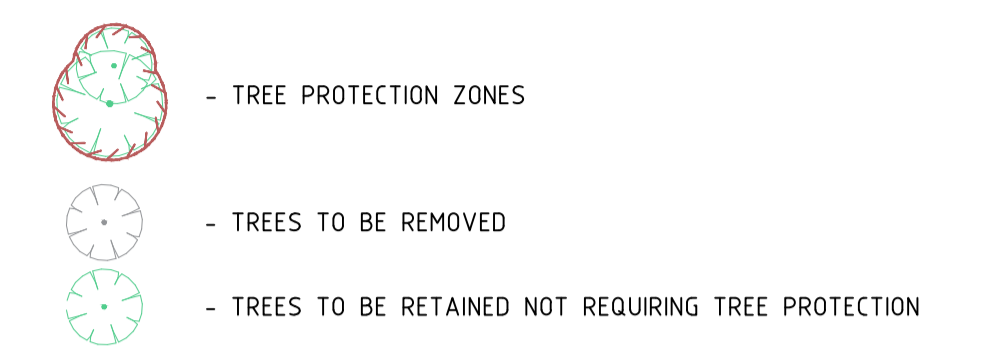 - TREE PROTECTION ZONES
- TREES TO BE REMOVED
- TREES TO BE RETAINED NOT REQUIRING TREE PROTECTION